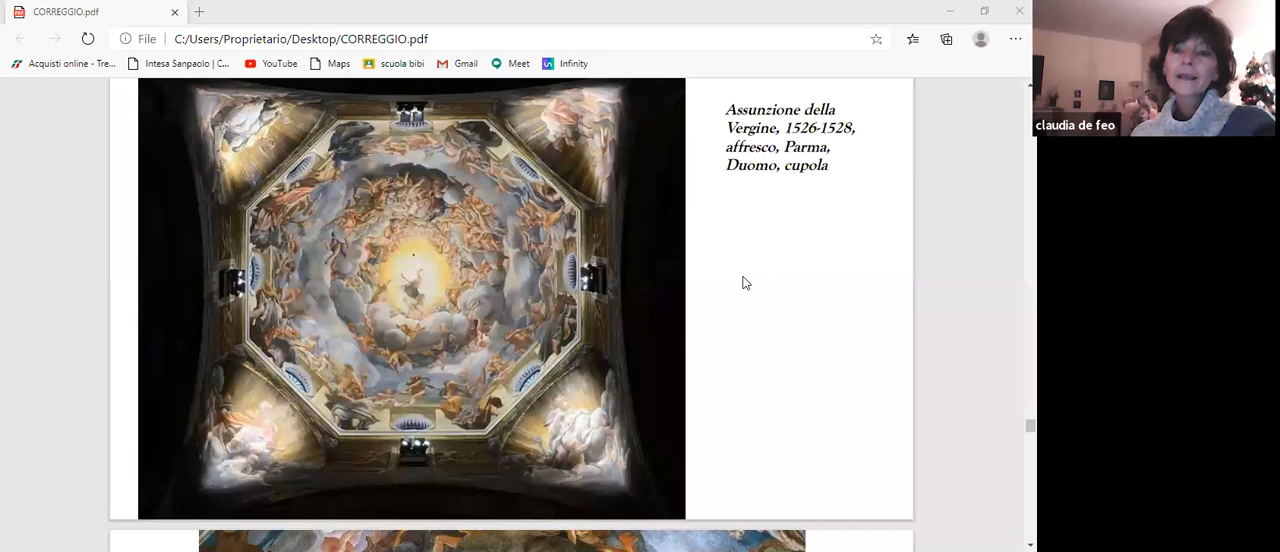 CORREGGIO.pdf
File
C:/Users/Proprietario/Desktop/CORREGGIO.pdf
Acquisti online - Tre...
Intesa Sanpaolo | C...
YouTube
Maps
scuola bibi
Gmail
Meet
Infinity
Assunzione della
Vergine, 1526-1528,
affresco, Parma,
Duomo, cupola
claudia de feo